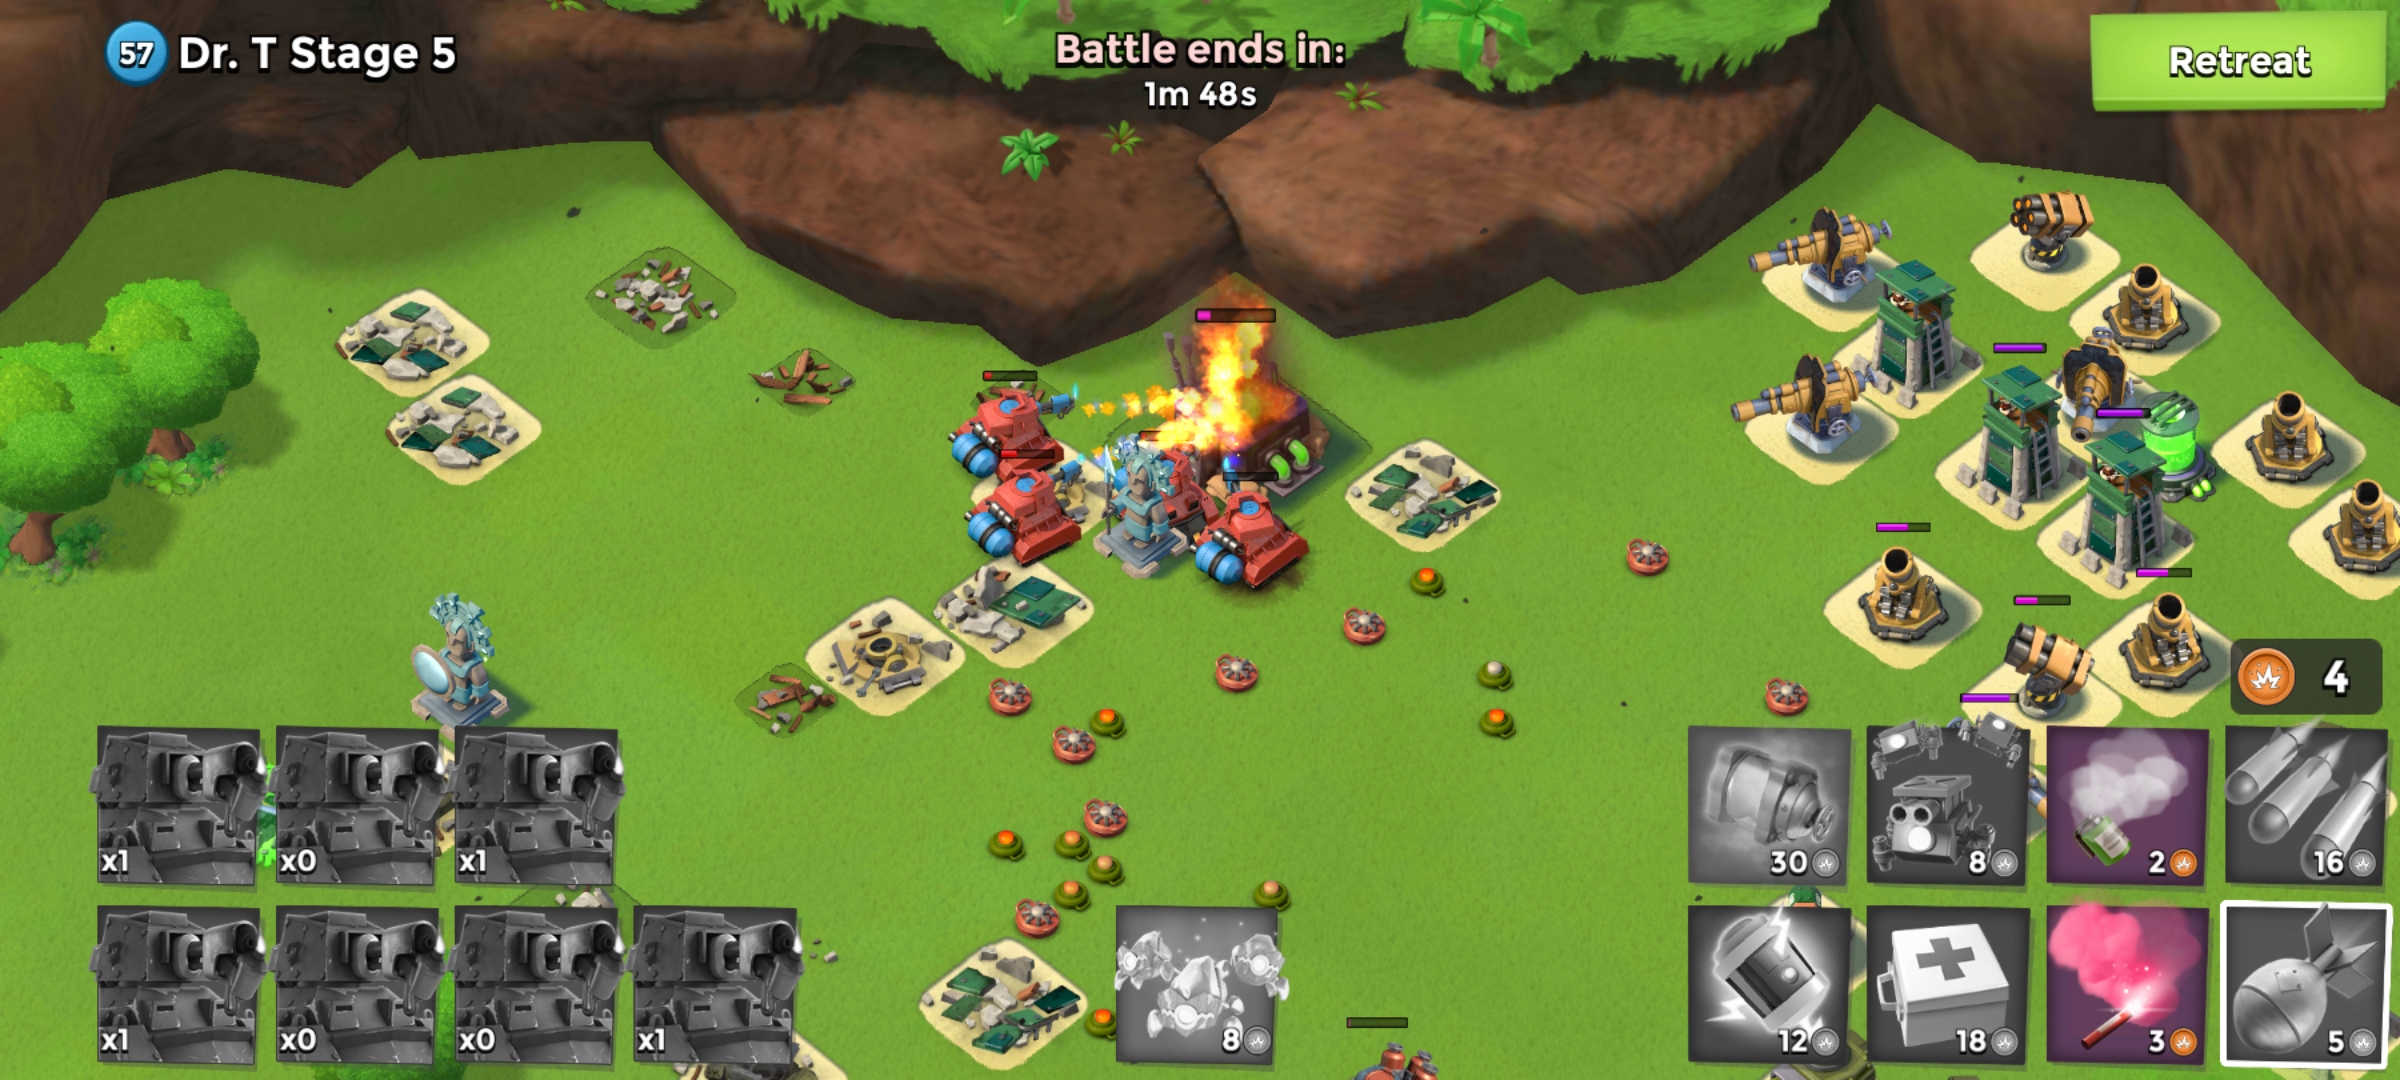 57 Dr. T Stage 5
Battle ends in:
1m 48s
Retreat
4
x1
x0
x1
30
8
2
16
x1
x0
x0
x1
8
12
18
3
5